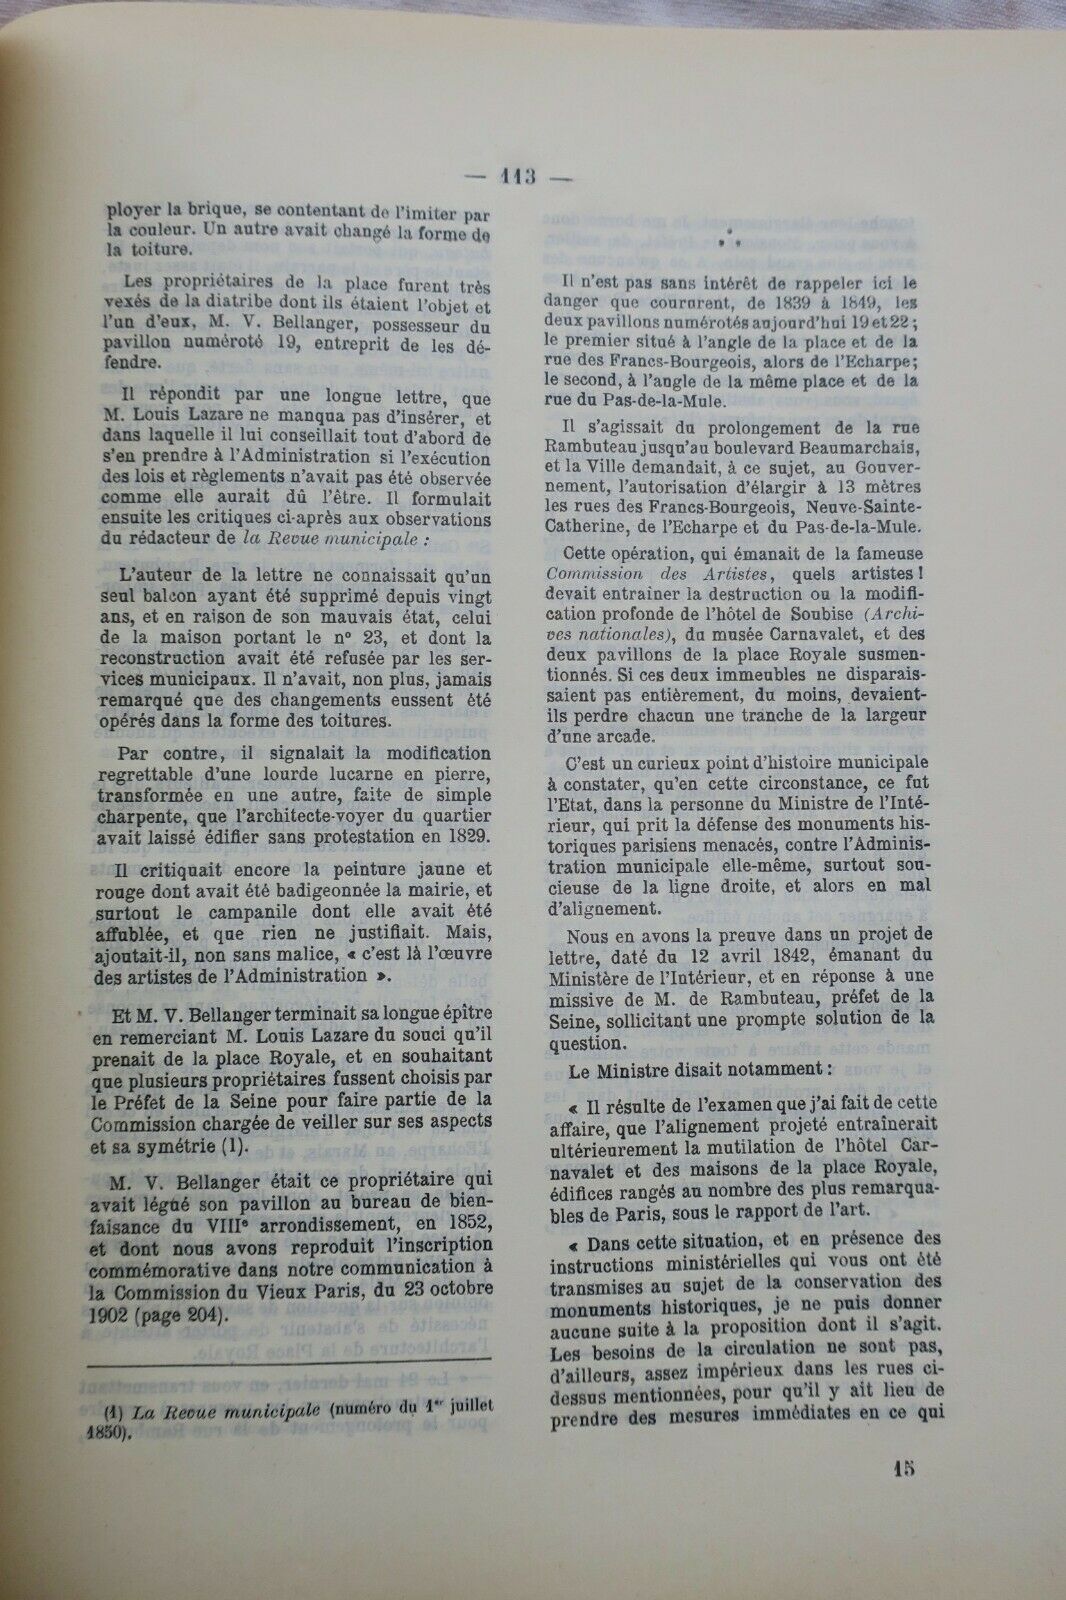 — 113 —
ployer la brique, se contentant de l'imiter par
la couleur. Un autre avait changé la forme de
la toiture.
Les propriétaires de la place furent très
vexés de la diatribe dont ils étaient l'objet et
l'un d'eux, M. V. Bellanger, possesseur du
pavillon numéroté 19, entreprit de les dé-
fendre.
Il répondit par une longue lettre, que
M. Louis Lazare ne manqua pas d'insérer, et
dans laquelle il lui conseillait tout d'abord de
s'en prendre à l'Administration si l'exécution
des lois et règlements n'avait pas été observée
comme elle aurait dû l'être. Il formulait
ensuite les critiques ci-après aux observations
du rédacteur de la Revue municipale :
L'auteur de la lettre ne connaissait qu'un
seul balcon ayant été supprimé depuis vingt
ans, et en raison de son mauvais état, celui
de la maison portant le n° 23, et dont la
reconstruction avait été refusée par les ser-
vices municipaux. Il n'avait, non plus, jamais
remarqué que des changements eussent été
opérés dans la forme des toitures.
Par contre, il signalait la modification
regrettable d'une lourde lucarne en pierre,
transformée en une autre, faite de simple
charpente, que l'architecte-voyer du quartier
avait laissé édifier sans protestation en 1829.
Il critiquait encore la peinture jaune et
rouge dont avait été badigeonnée la mairie, et
surtout le campanile dont elle avait été
affublée, et que rien ne justifiait. Mais,
ajoutait-il, non sans malice, « c'est là l'œuvre
des artistes de l'Administration ».
Et M. V. Bellanger terminait sa longue épître
en remerciant M. Louis Lazare du souci qu'il
prenait de la place Royale, et en souhaitant
que plusieurs propriétaires fussent choisis par
le Préfet de la Seine pour faire partie de la
Commission chargée de veiller sur ses aspects
et sa symétrie (1).
M. V. Bellanger était ce propriétaire qui
avait légué son pavillon au bureau de bien-
faisance du VIIIe arrondissement, en 1852,
et dont nous avons reproduit l'inscription
commémorative dans notre communication à
la Commission du Vieux Paris, du 23 octobre
1902 (page 204).
(1) La Revue municipale (numéro du 1er juillet
1850).
Il n'est pas sans intérêt de rappeler ici le
danger que coururent, de 1839 à 1849, les
deux pavillons numérotés aujourd'hui 19 et 22 ;
le premier situé à l'angle de la place et de la
rue des Francs-Bourgeois, alors de l'Echarpe;
le second, à l'angle de la même place et de la
rue du Pas-de-la-Mule.
Il s'agissait du prolongement de la rue
Rambuteau jusqu'au boulevard Beaumarchais,
et la Ville demandait, à ce sujet, au Gouver-
nement, l'autorisation d'élargir à 13 mètres
les rues des Francs-Bourgeois, Neuve-Sainte-
Catherine, de l'Echarpe et du Pas-de-la-Mule.
Cette opération, qui émanait de la fameuse
Commission des Artistes, quels artistes !
devait entrainer la destruction ou la modifi-
cation profonde de l'hôtel de Soubise (Archi-
ves nationales), du musée Carnavalet, et des
deux pavillons de la place Royale susmen-
tionnés. Si ces deux immeubles ne disparais-
saient pas entièrement, du moins, devaient-
ils perdre chacun une tranche de la largeur
d'une arcade.
C'est un curieux point d'histoire municipale
à constater, qu'en cette circonstance, ce fut
l'Etat, dans la personne du Ministre de l'Inté-
rieur, qui prit la défense des monuments his-
toriques parisiens menacés, contre l'Adminis-
tration municipale elle-même, surtout sou-
cieuse de la ligne droite, et alors en mal
d'alignement.
Nous en avons la preuve dans un projet de
lettre, daté du 12 avril 1842, émanant du
Ministère de l'Intérieur, et en réponse à une
missive de M. de Rambuteau, préfet de la
Seine, sollicitant une prompte solution de la
question.
Le Ministre disait notamment :
« Il résulte de l'examen que j'ai fait de cette
affaire, que l'alignement projeté entraînerait
ultérieurement la mutilation de l'hôtel Car-
navalet et des maisons de la place Royale,
édifices rangés au nombre des plus remarqua-
bles de Paris, sous le rapport de l'art.
« Dans cette situation, et en présence des
instructions ministérielles qui vous ont été
transmises au sujet de la conservation des
monuments historiques, je ne puis donner
aucune suite à la proposition dont il s'agit.
Les besoins de la circulation ne sont pas,
d'ailleurs, assez impérieux dans les rues ci-
dessus mentionnées, pour qu'il y ait lieu de
prendre des mesures immédiates en ce qui
15